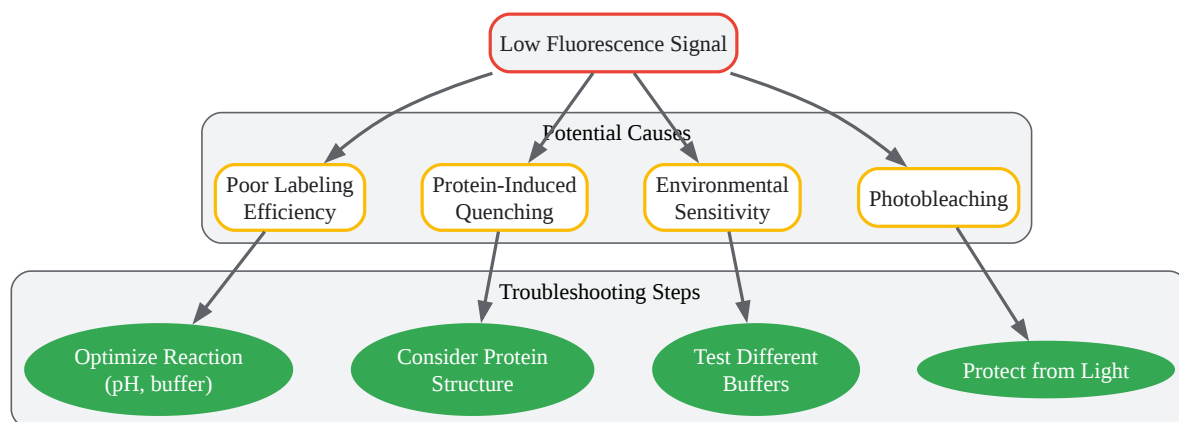 Low Fluorescence Signal
Potential Causes
Poor Labeling
Efficiency
Protein-Induced
Quenching
Environmental
Sensitivity
Photobleaching
Troubleshooting Steps
Optimize Reaction
(pH, buffer)
Consider Protein
Structure
Test Different
Buffers
Protect from Light